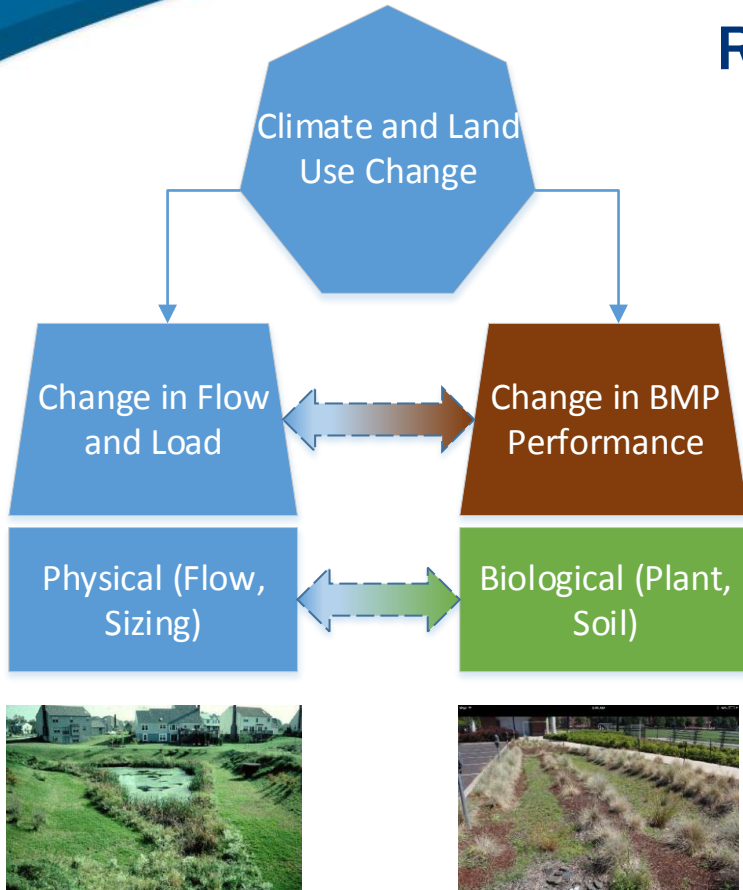 R
Climate and Land
Use Change
Change in Flow
and Load
Change in BMP
Performance
Physical (Flow,
Sizing)
Biological (Plant,
Soil)